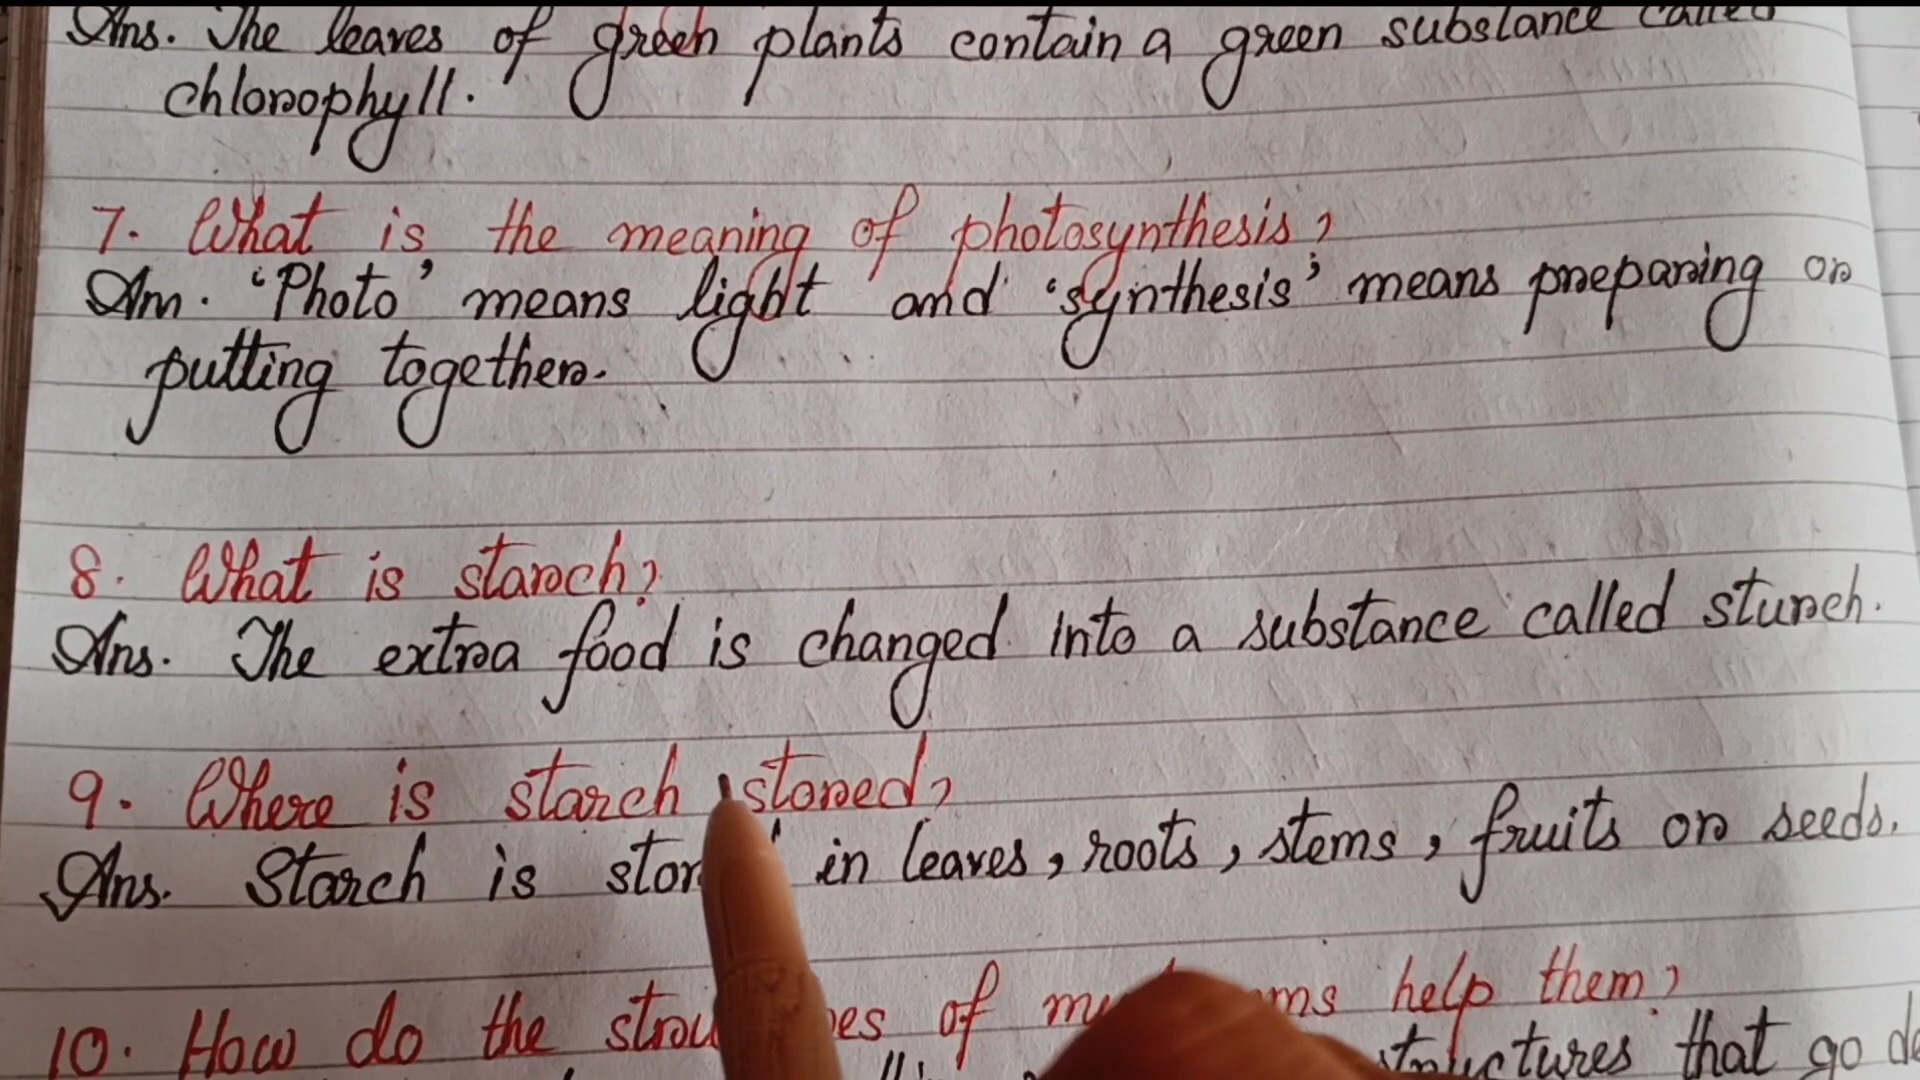 Ans. The leaves of green plants contain a green substance called
chlorophyll.
7. What is the meaning of photosynthesis?
Ans. 'Photo' means light and 'synthesis' means preparing or
putting together.
8. What is starch?
Ans. The extra food is changed into a substance called sturch.
9. Where is starch stored?
Ans. Starch is in leaves, roots, stems, fruits or seeds.
10. How do the of help them?
structures that go